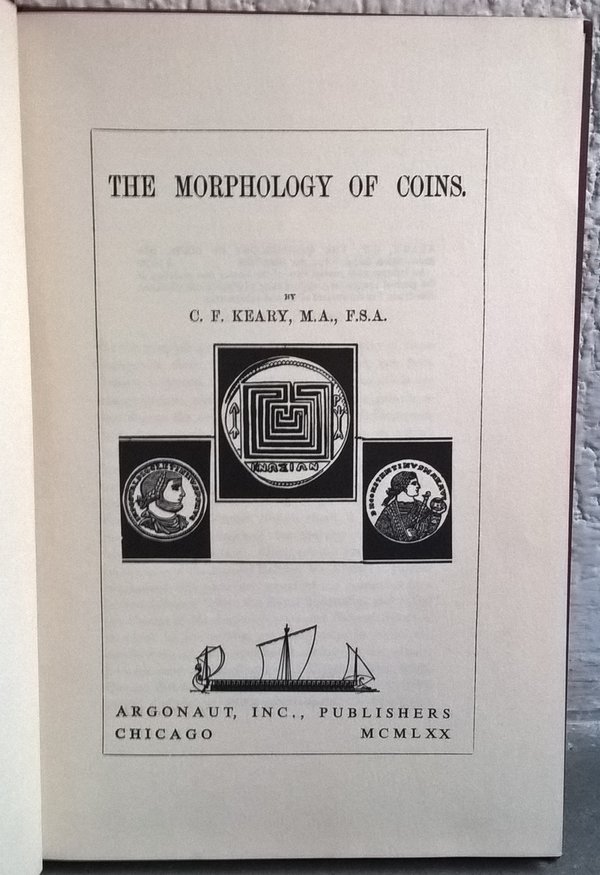 THE MORPHOLOGY OF COINS.
BY
C. F. KEARY, M.A., F.S.A.
ARGONAUT, INC., PUBLISHERS
CHICAGO MCMLXX